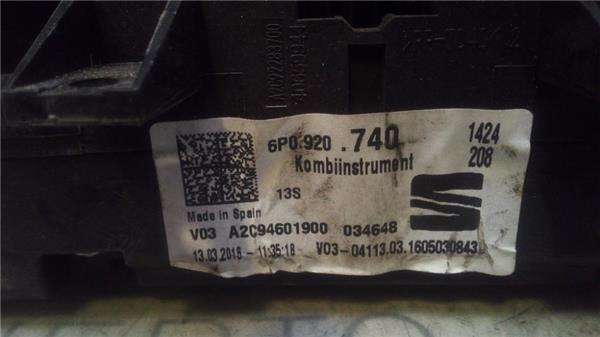 6P0.920 .740
1424
208
Kombiinstrument
13S
Made in Spain
V03 A2C94601900 034648
13.03.2016 - 11:35:18 V03-04113.03.1605030843